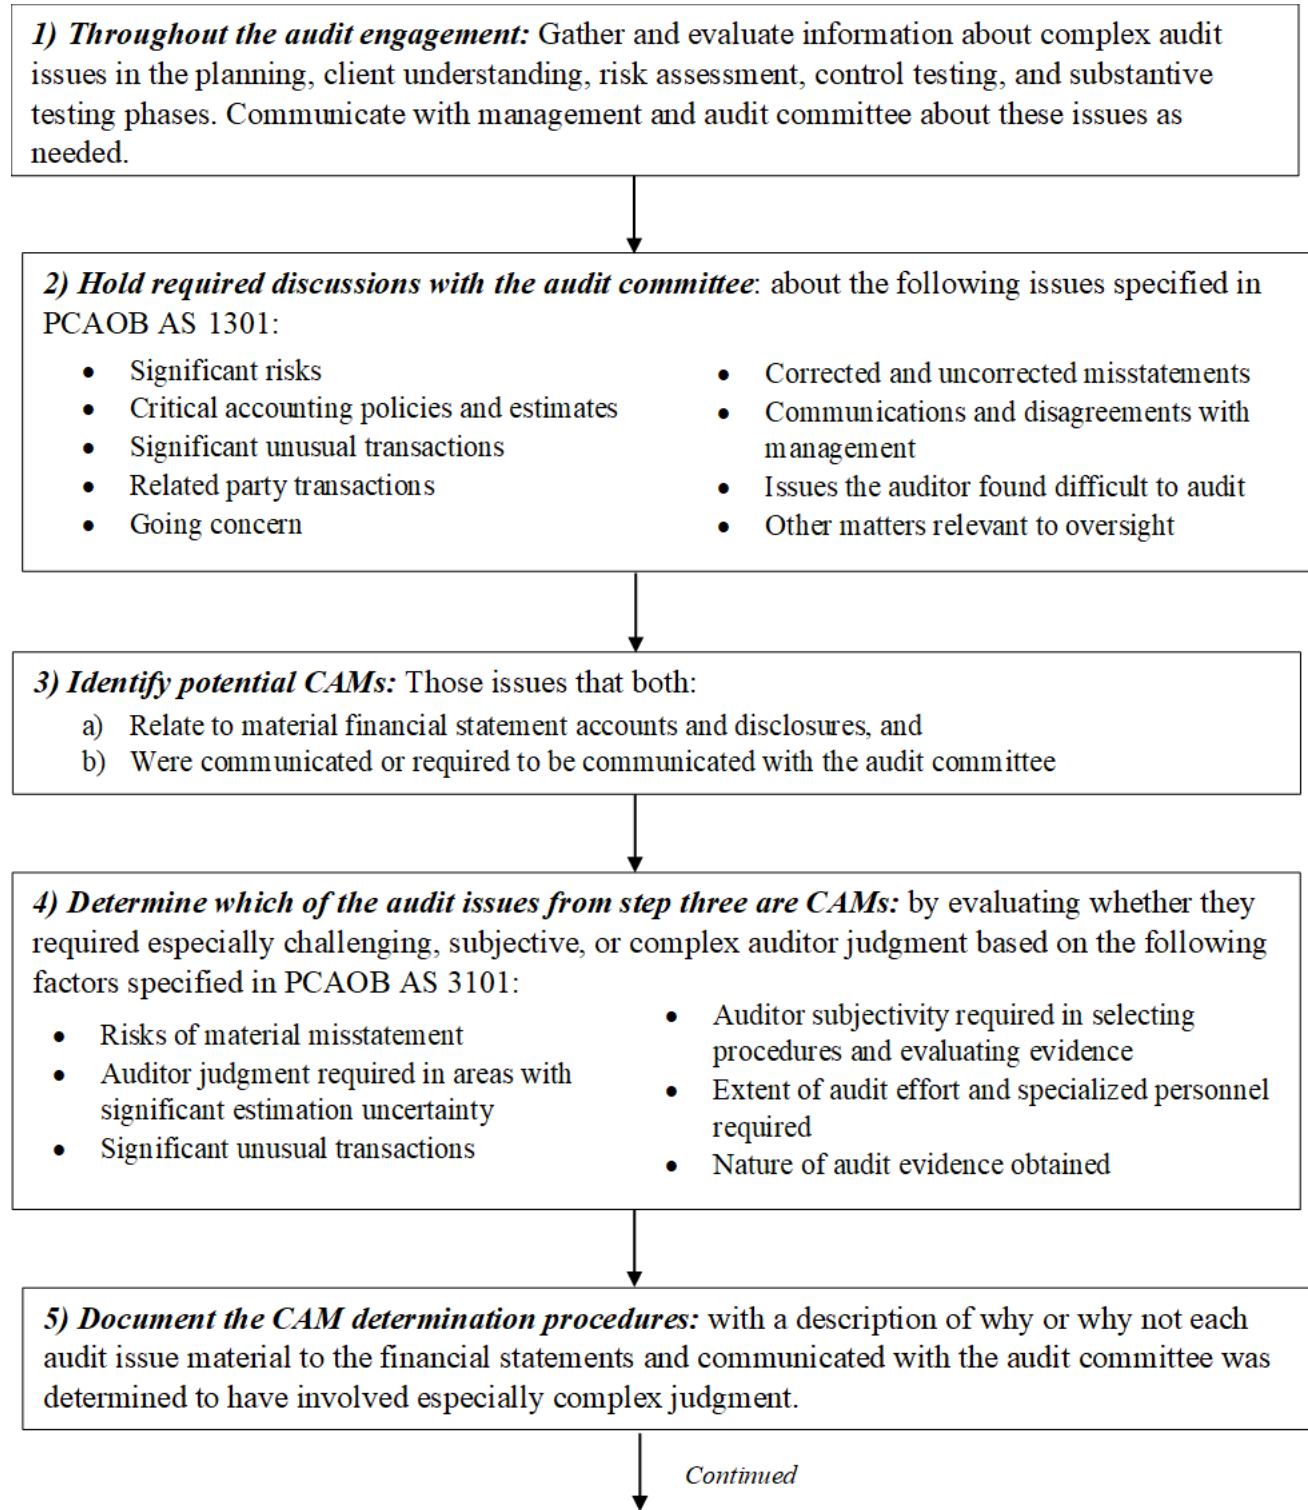 1) Throughout the audit engagement: Gather and evaluate information about complex audit
issues in the planning, client understanding, risk assessment, control testing, and substantive
testing phases. Communicate with management and audit committee about these issues as
needed.
2) Hold required discussions with the audit committee: about the following issues specified in
PCAOB AS 1301:
• Significant risks
• Critical accounting policies and estimates
• Significant unusual transactions
• Related party transactions
• Going concern
• Corrected and uncorrected misstatements
• Communications and disagreements with
management
• Issues the auditor found difficult to audit
• Other matters relevant to oversight
3) Identify potential CAMs: Those issues that both:
a) Relate to material financial statement accounts and disclosures, and
b) Were communicated or required to be communicated with the audit committee
4) Determine which of the audit issues from step three are CAMs: by evaluating whether they
required especially challenging, subjective, or complex auditor judgment based on the following
factors specified in PCAOB AS 3101:
• Risks of material misstatement
• Auditor judgment required in areas with
significant estimation uncertainty
• Significant unusual transactions
• Auditor subjectivity required in selecting
procedures and evaluating evidence
• Extent of audit effort and specialized personnel
required
• Nature of audit evidence obtained
5) Document the CAM determination procedures: with a description of why or why not each
audit issue material to the financial statements and communicated with the audit committee was
determined to have involved especially complex judgment.
Continued